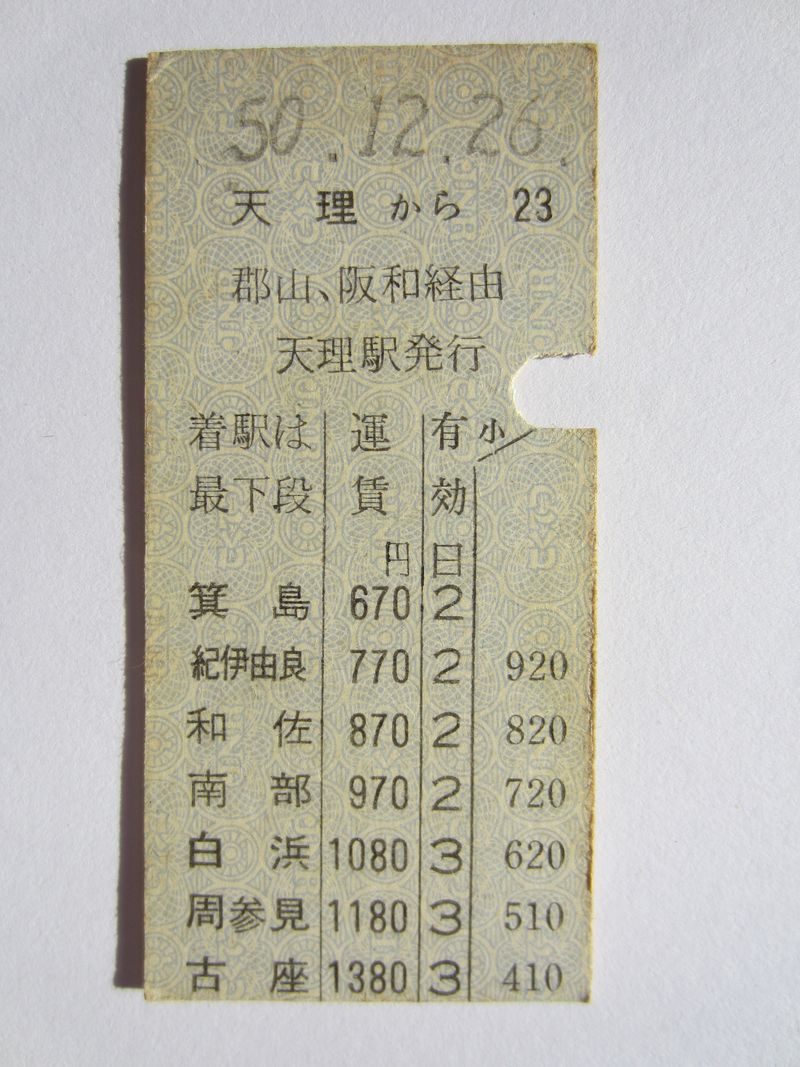 50.12.26.
天理から 23
郡山、阪和経由
天理駅発行
着駅は 運 有 小
最下段 賃 効
円 日
箕島 670 2
紀伊由良 770 2 920
和佐 870 2 820
南部 970 2 720
白浜 1080 3 620
周参見 1180 3 510
古座 1380 3 410